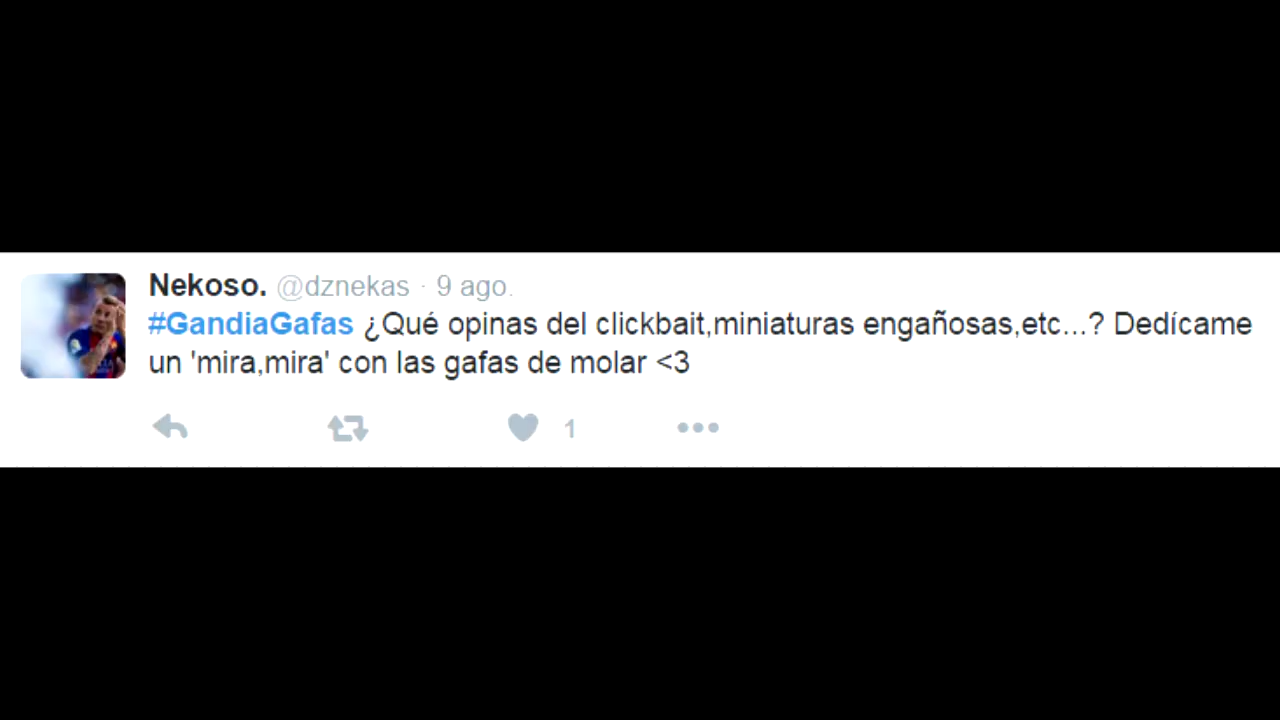 Nekoso. @dznekas · 9 ago.
#GandiaGafas ¿Qué opinas del clickbait,miniaturas engañosas,etc...? Dedícame
un 'mira,mira' con las gafas de molar <3
1